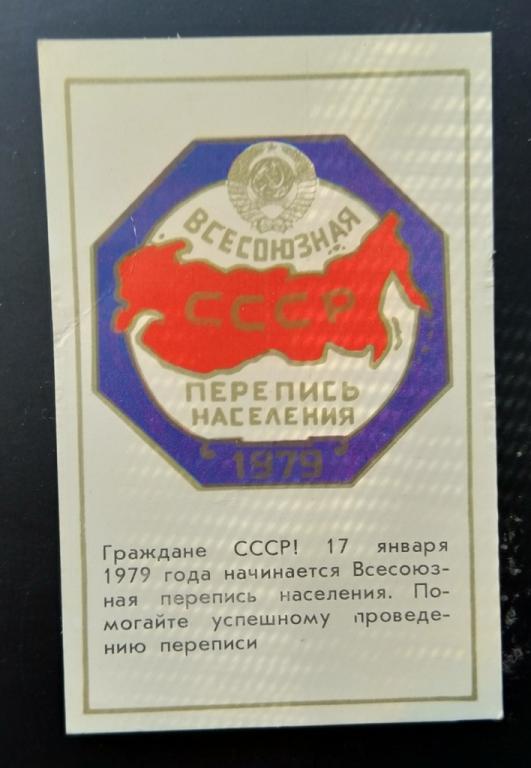 ВСЕСОЮЗНАЯ
СССР
ПЕРЕПИСЬ
НАСЕЛЕНИЯ
1979
Граждане СССР! 17 января
1979 года начинается Всесоюз-
ная перепись населения. По-
могайте успешному проведе-
нию переписи